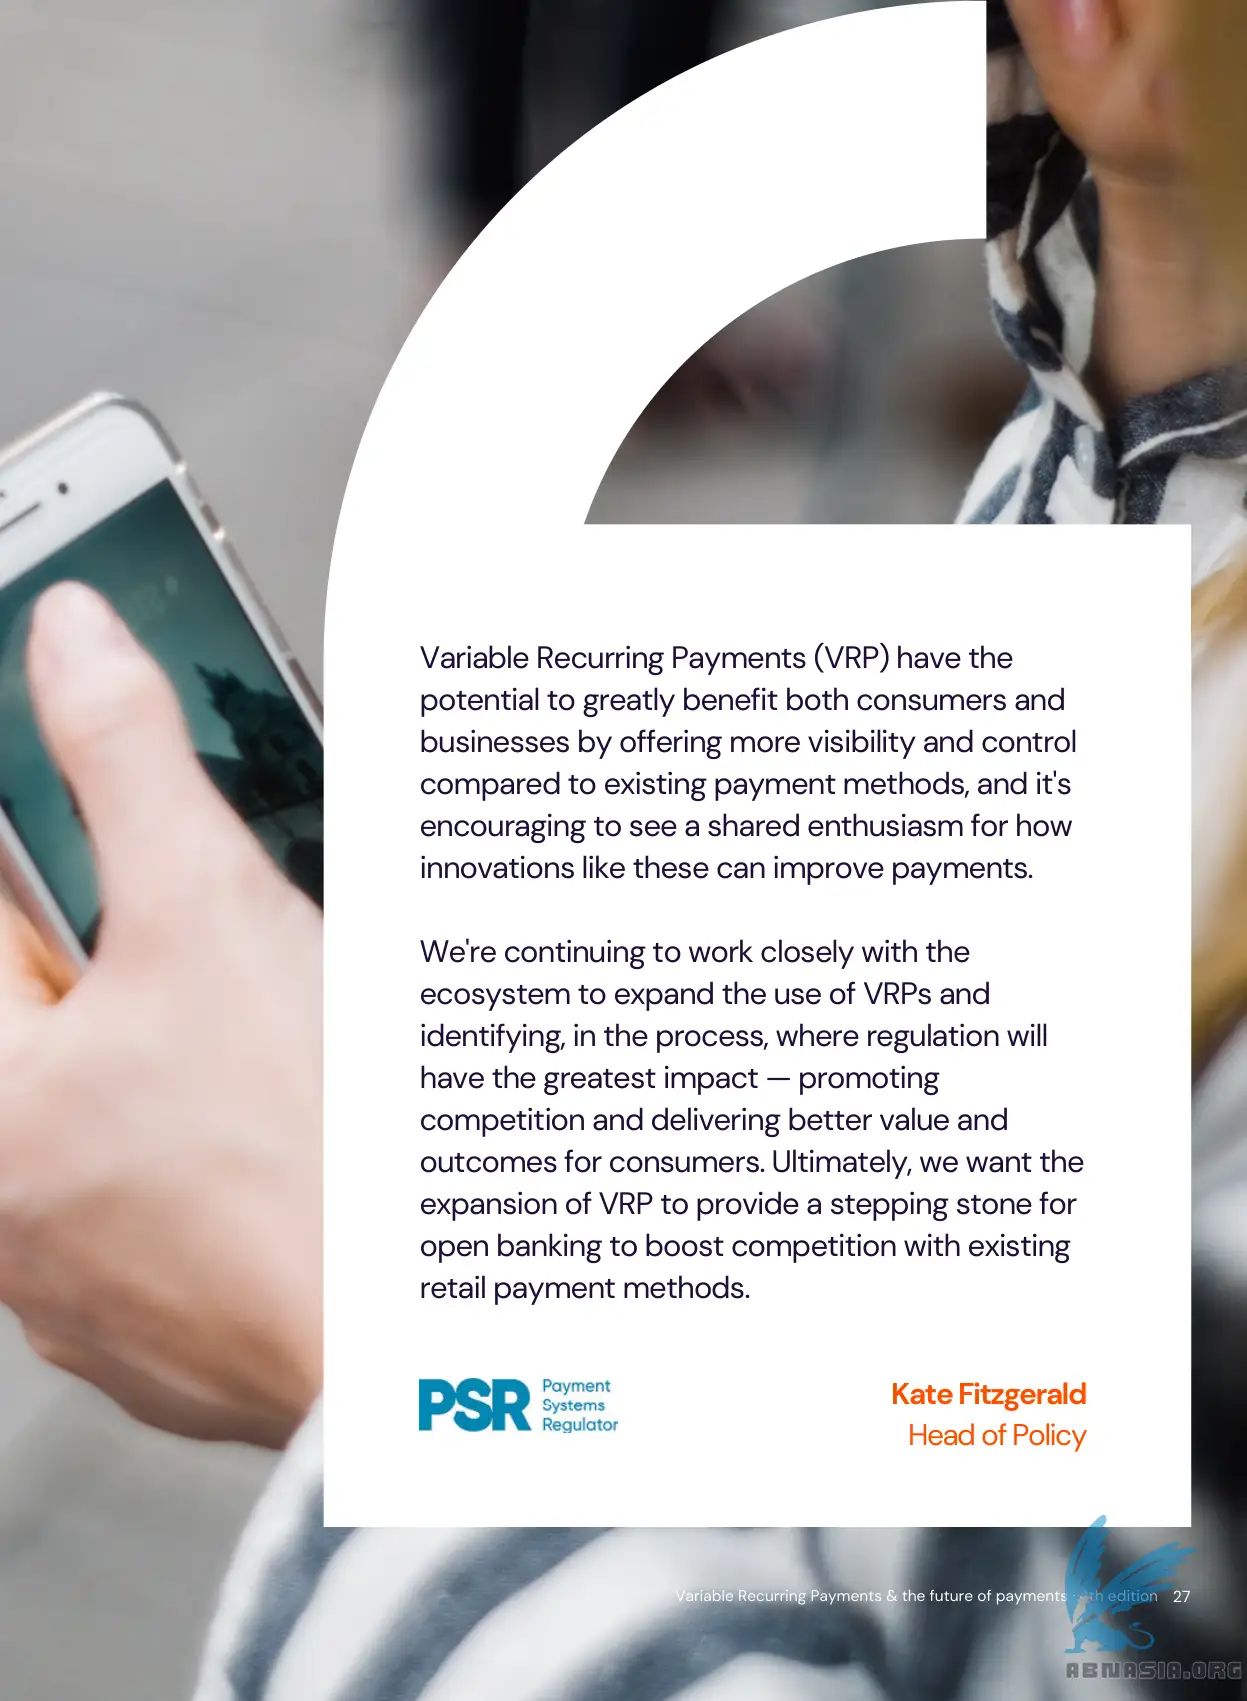 Variable Recurring Payments (VRP) have the
potential to greatly benefit both consumers and
businesses by offering more visibility and control
compared to existing payment methods, and it's
encouraging to see a shared enthusiasm for how
innovations like these can improve payments.
We're continuing to work closely with the
ecosystem to expand the use of VRPs and
identifying, in the process, where regulation will
have the greatest impact — promoting
competition and delivering better value and
outcomes for consumers. Ultimately, we want the
expansion of VRP to provide a stepping stone for
open banking to boost competition with existing
retail payment methods.
PSR Payment
Systems
Regulator
Kate Fitzgerald
Head of Policy
Variable Recurring Payments & the future of payments edition 27
ABNASIA.ORG